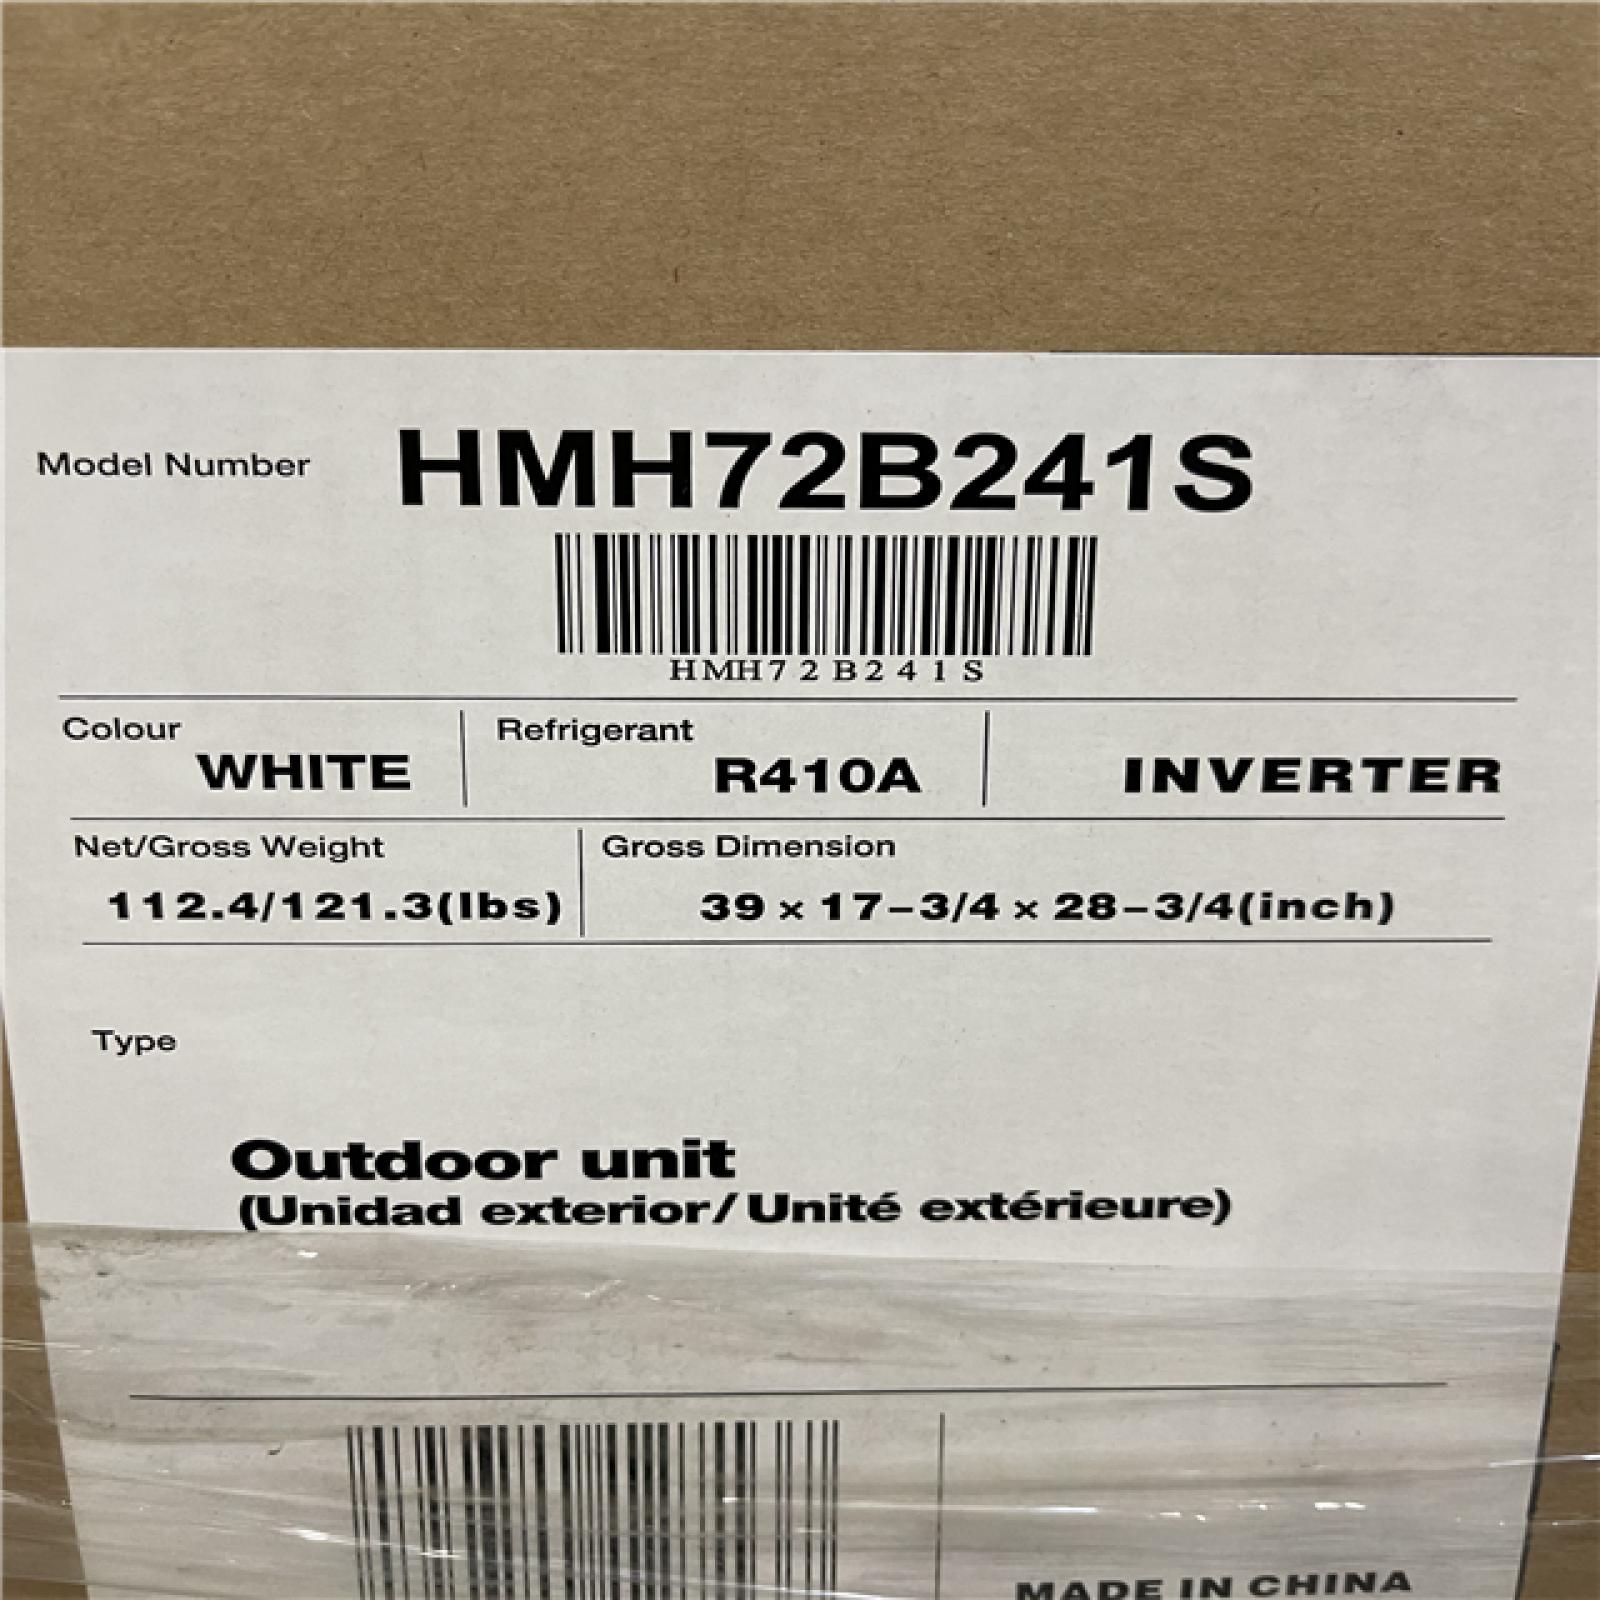 Model Number HMH72B241S
HMH72B241S
Colour Refrigerant
WHITE R410A INVERTER
Net/Gross Weight Gross Dimension
112.4/121.3(lbs) 39 × 17-3/4 × 28-3/4(inch)
Type
Outdoor unit
(Unidad exterior/Unité extérieure)
MADE IN CHINA